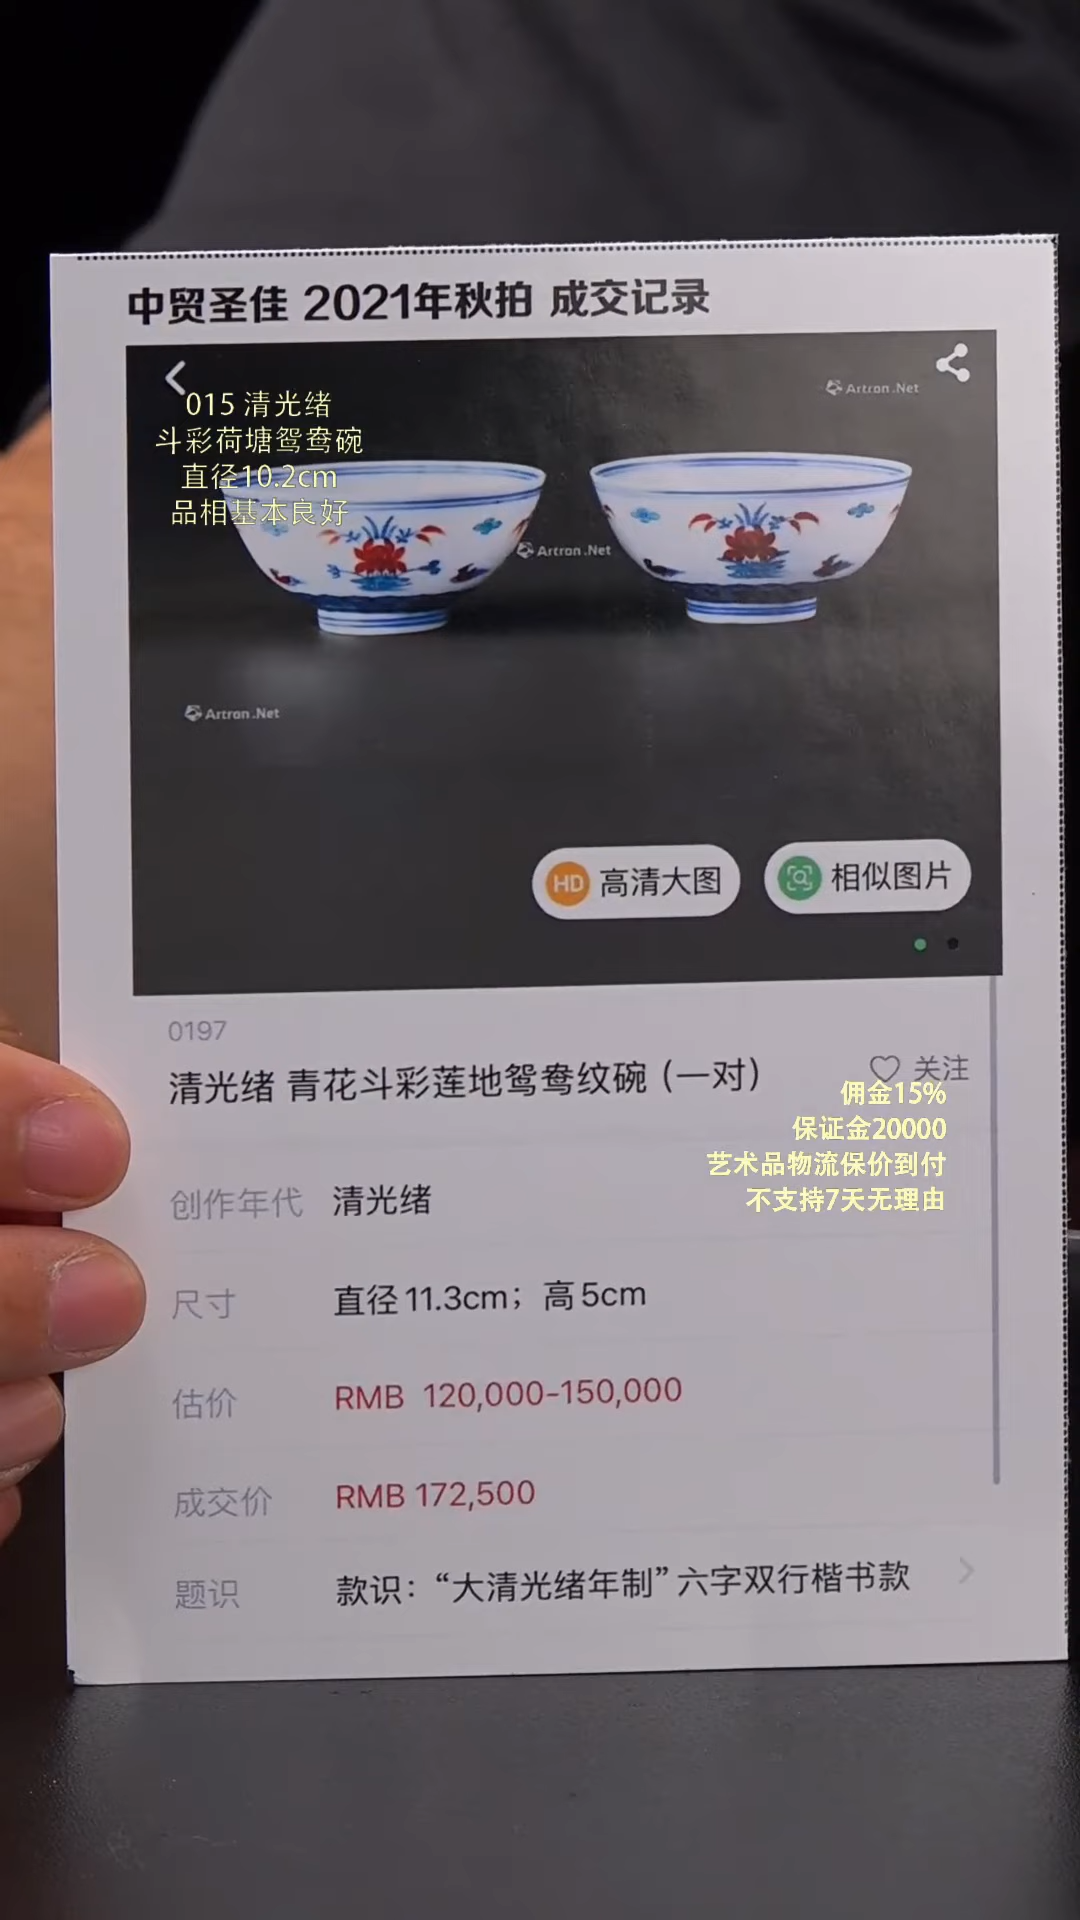 中贸圣佳 2021年秋拍 成交记录
Artron.Net
015 清光绪
斗彩荷塘鸳鸯碗
直径10.2cm
品相基本良好
Artron.Net
Artron.Net
HD 高清大图
相似图片
0197
清光绪 青花斗彩莲地鸳鸯纹碗 (一对)
关注
佣金15%
保证金20000
艺术品物流保价到付
不支持7天无理由
创作年代 清光绪
尺寸 直径11.3cm；高5cm
估价 RMB 120,000-150,000
成交价 RMB 172,500
题识 款识：“大清光绪年制”六字双行楷书款